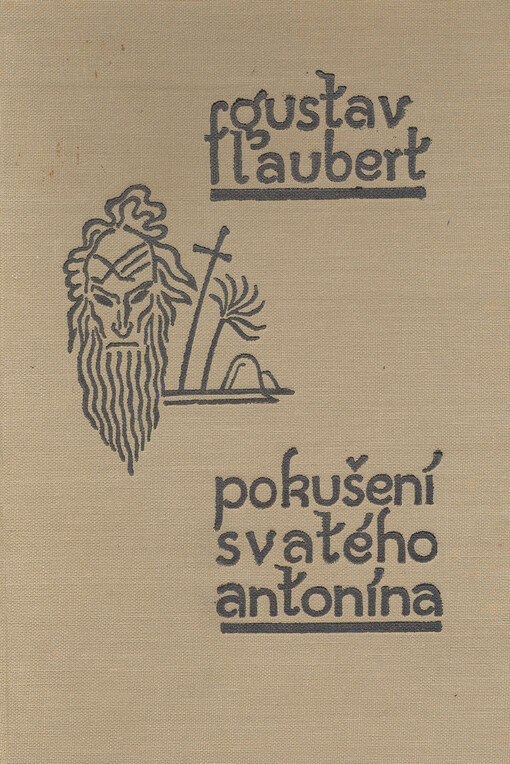 gustav
flaubert
pokušení
svatého
antonína